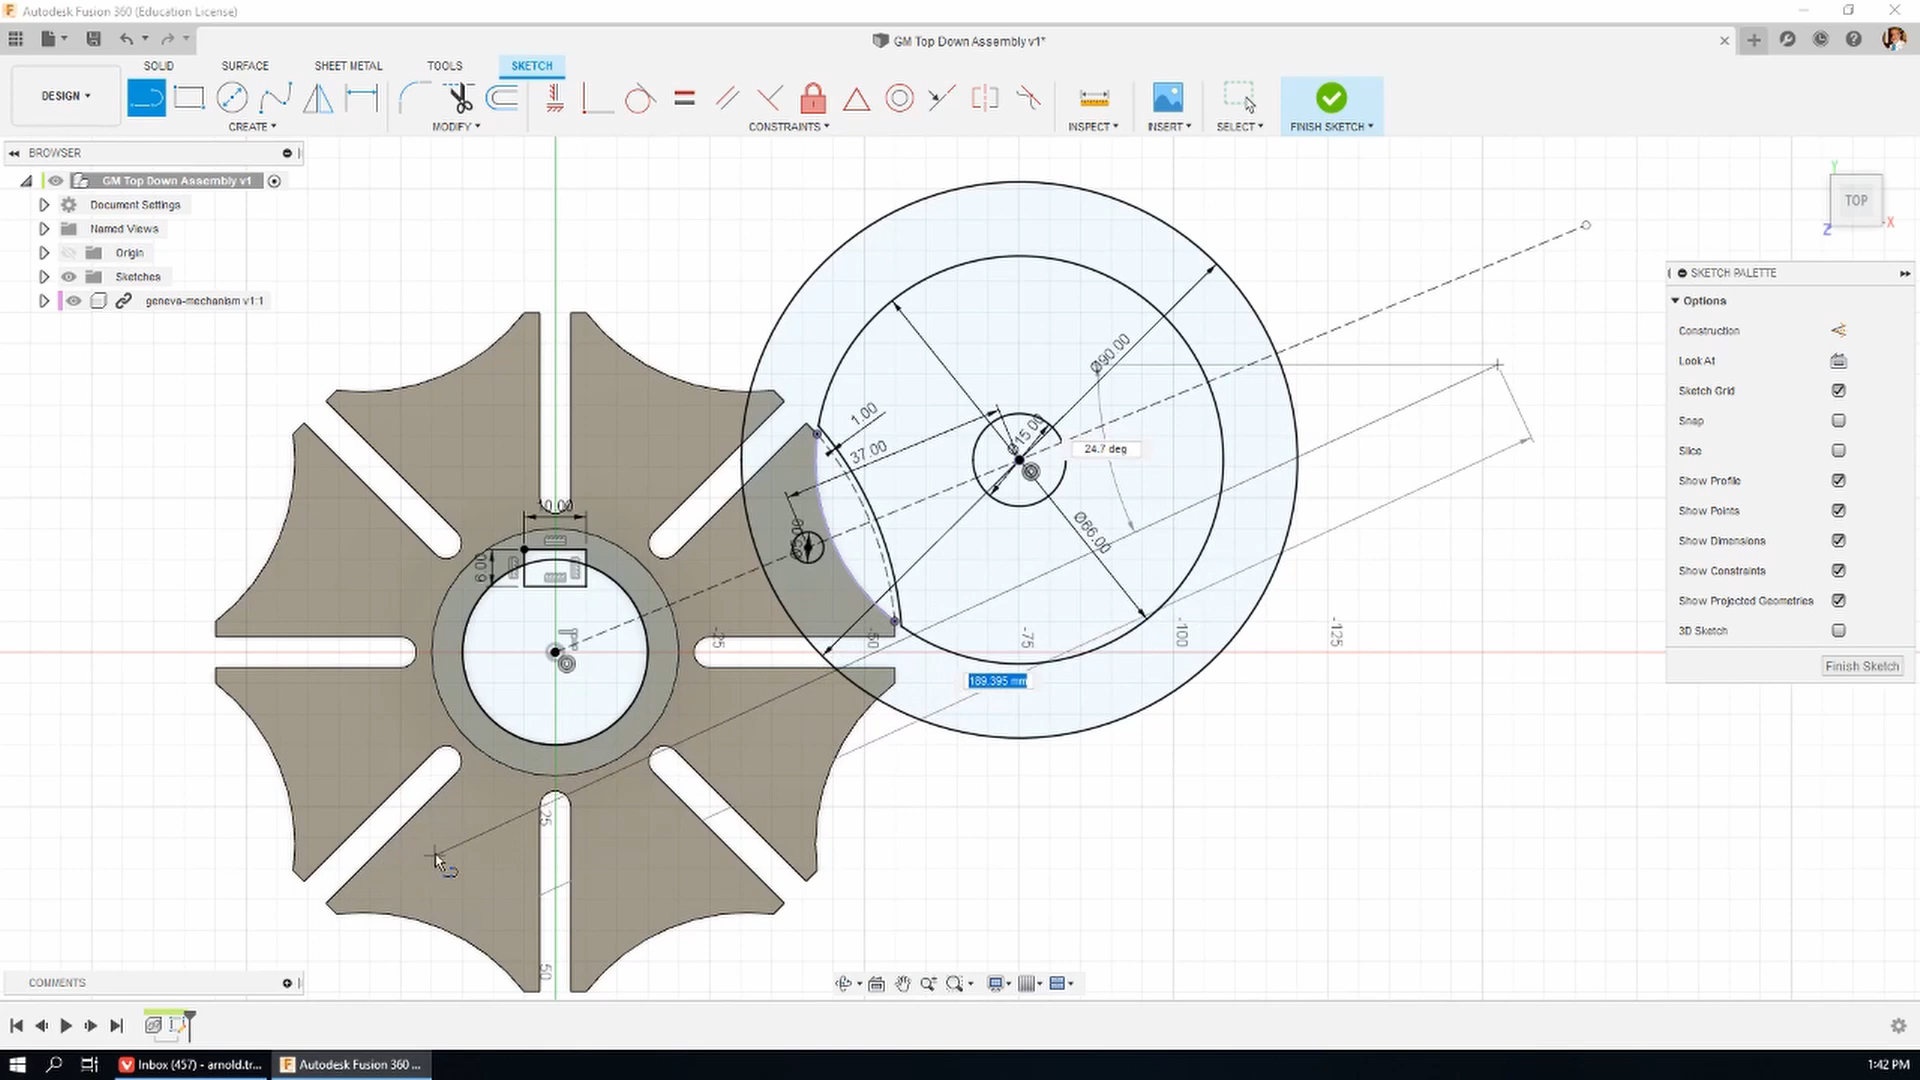 Autodesk Fusion 360 (Education License)
GM Top Down Assembly v1*
SOLID SURFACE SHEET METAL TOOLS SKETCH
DESIGN
CREATE MODIFY CONSTRAINTS INSPECT INSERT SELECT FINISH SKETCH
BROWSER
GM Top Down Assembly v1
Document Settings
Named Views
Origin
Sketches
geneva-mechanism v1:1
Y
TOP
X
Z
SKETCH PALETTE
Options
Construction
Look At
Sketch Grid
Snap
Slice
Show Profile
Show Points
Show Dimensions
Show Constraints
Show Projected Geometries
3D Sketch
Finish Sketch
Ø90.00
1.00
37.00
Ø15.00
24.7 deg
Ø66.00
10.00
6.00
-25
-50
-75
-100
-125
189.395 mm
25
50
COMMENTS
Inbox (457) - arnold.tr...
Autodesk Fusion 360 ...
1:42 PM